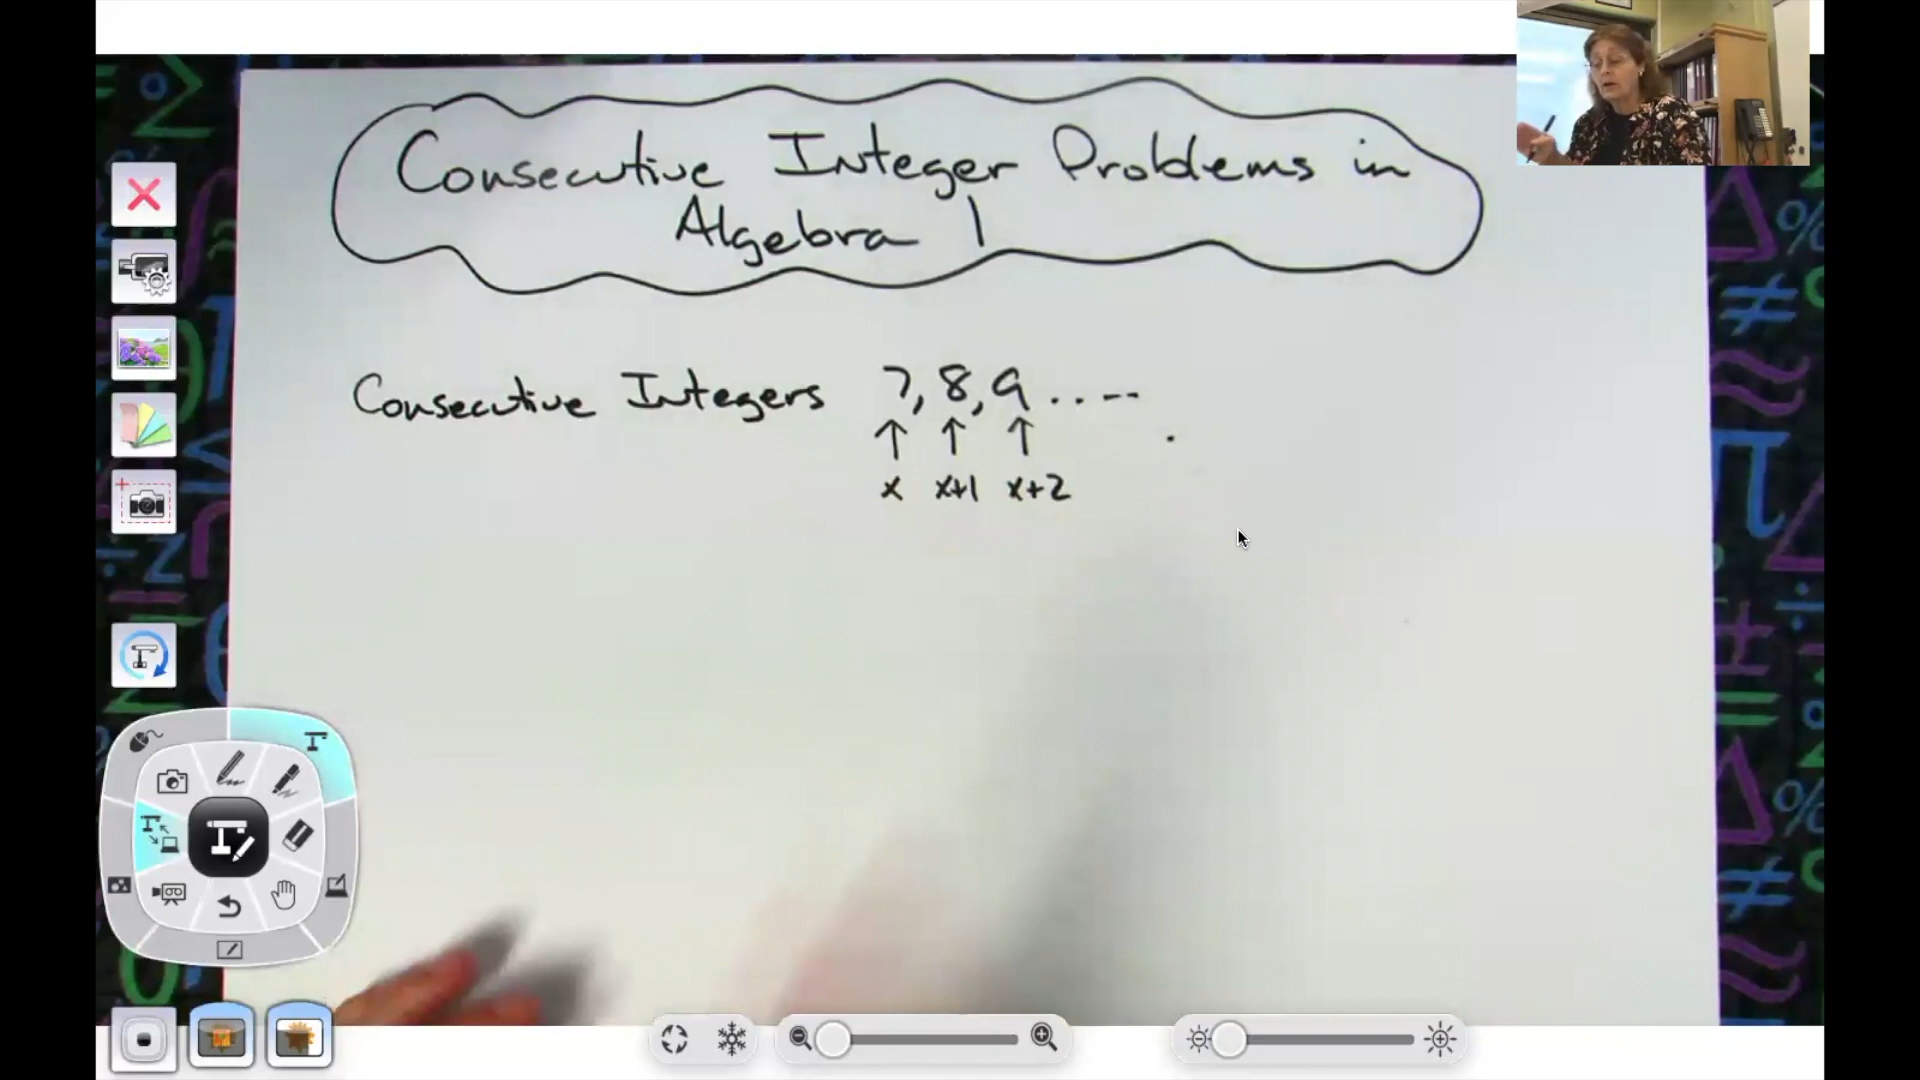 Consecutive Integer Problems in
Algebra 1
Consecutive Integers 7, 8, 9 . . . --
↑ ↑ ↑
x x+1 x+2